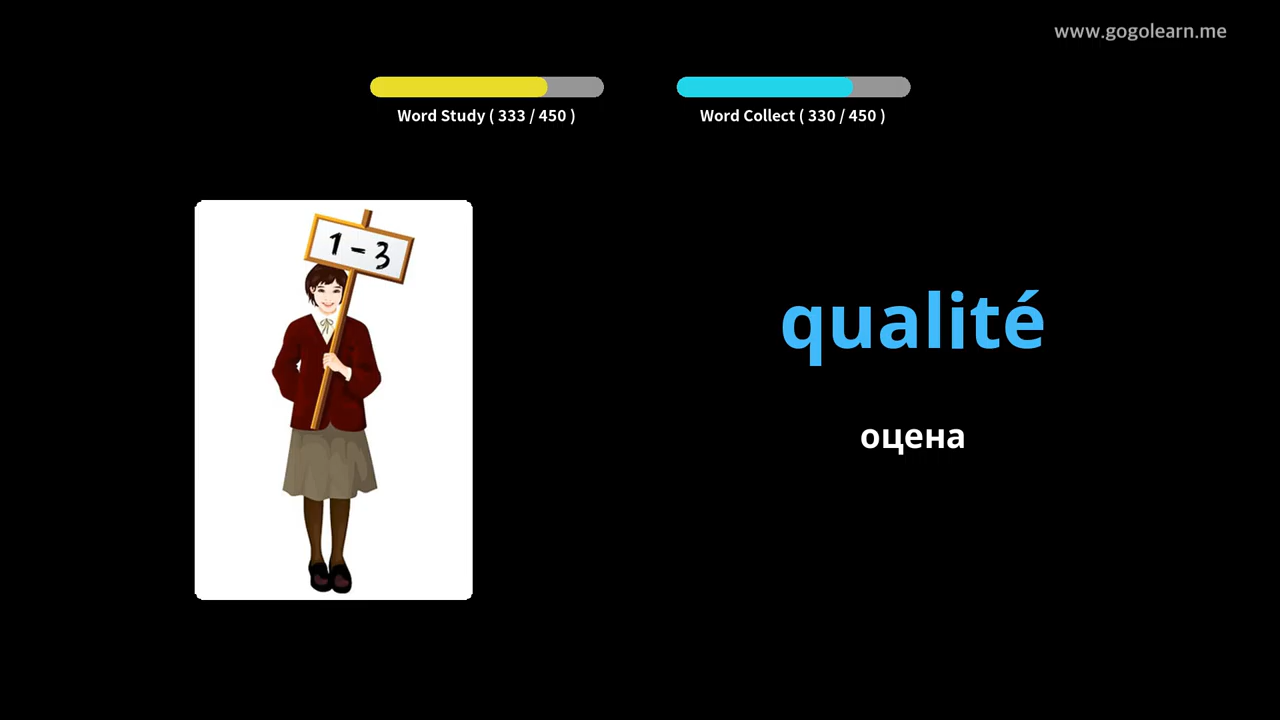 www.gogolearn.me
Word Study ( 333 / 450 )
Word Collect ( 330 / 450 )
1 - 3
qualité
оцена